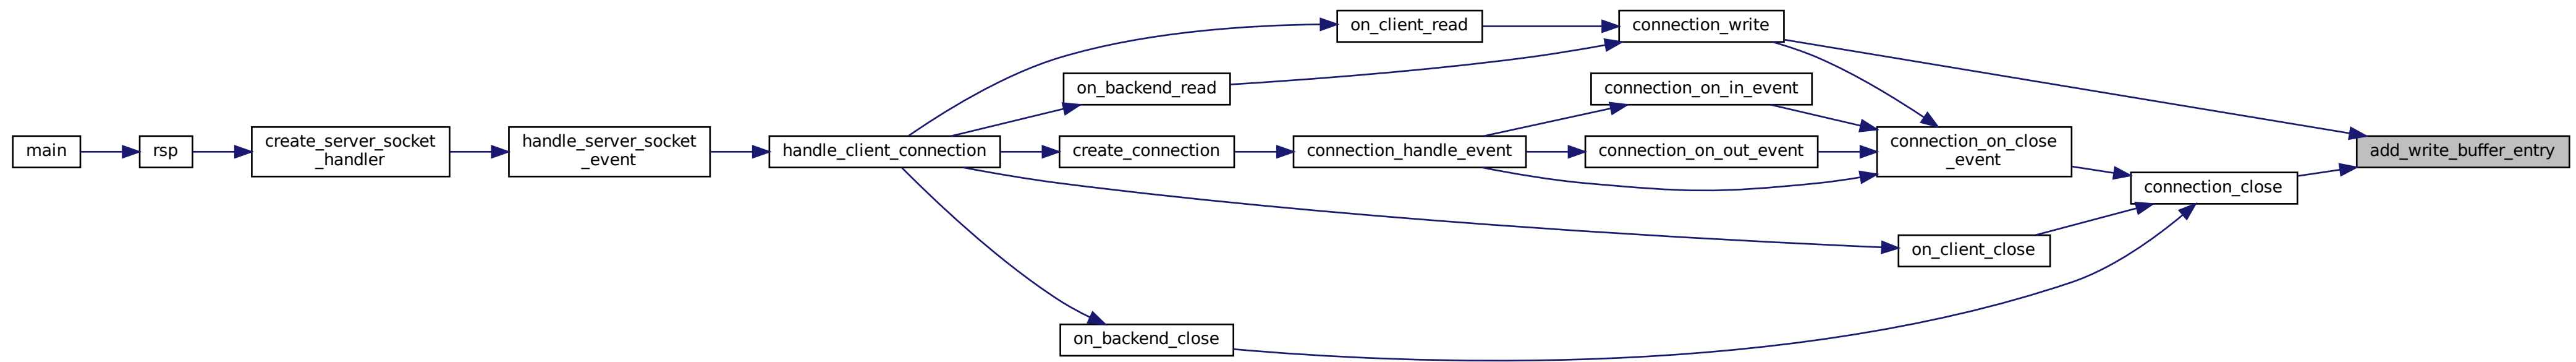 main
rsp
create_server_socket
_handler
handle_server_socket
_event
handle_client_connection
on_client_read
on_backend_read
create_connection
on_backend_close
connection_write
connection_on_in_event
connection_handle_event
connection_on_out_event
connection_on_close
_event
on_client_close
connection_close
add_write_buffer_entry